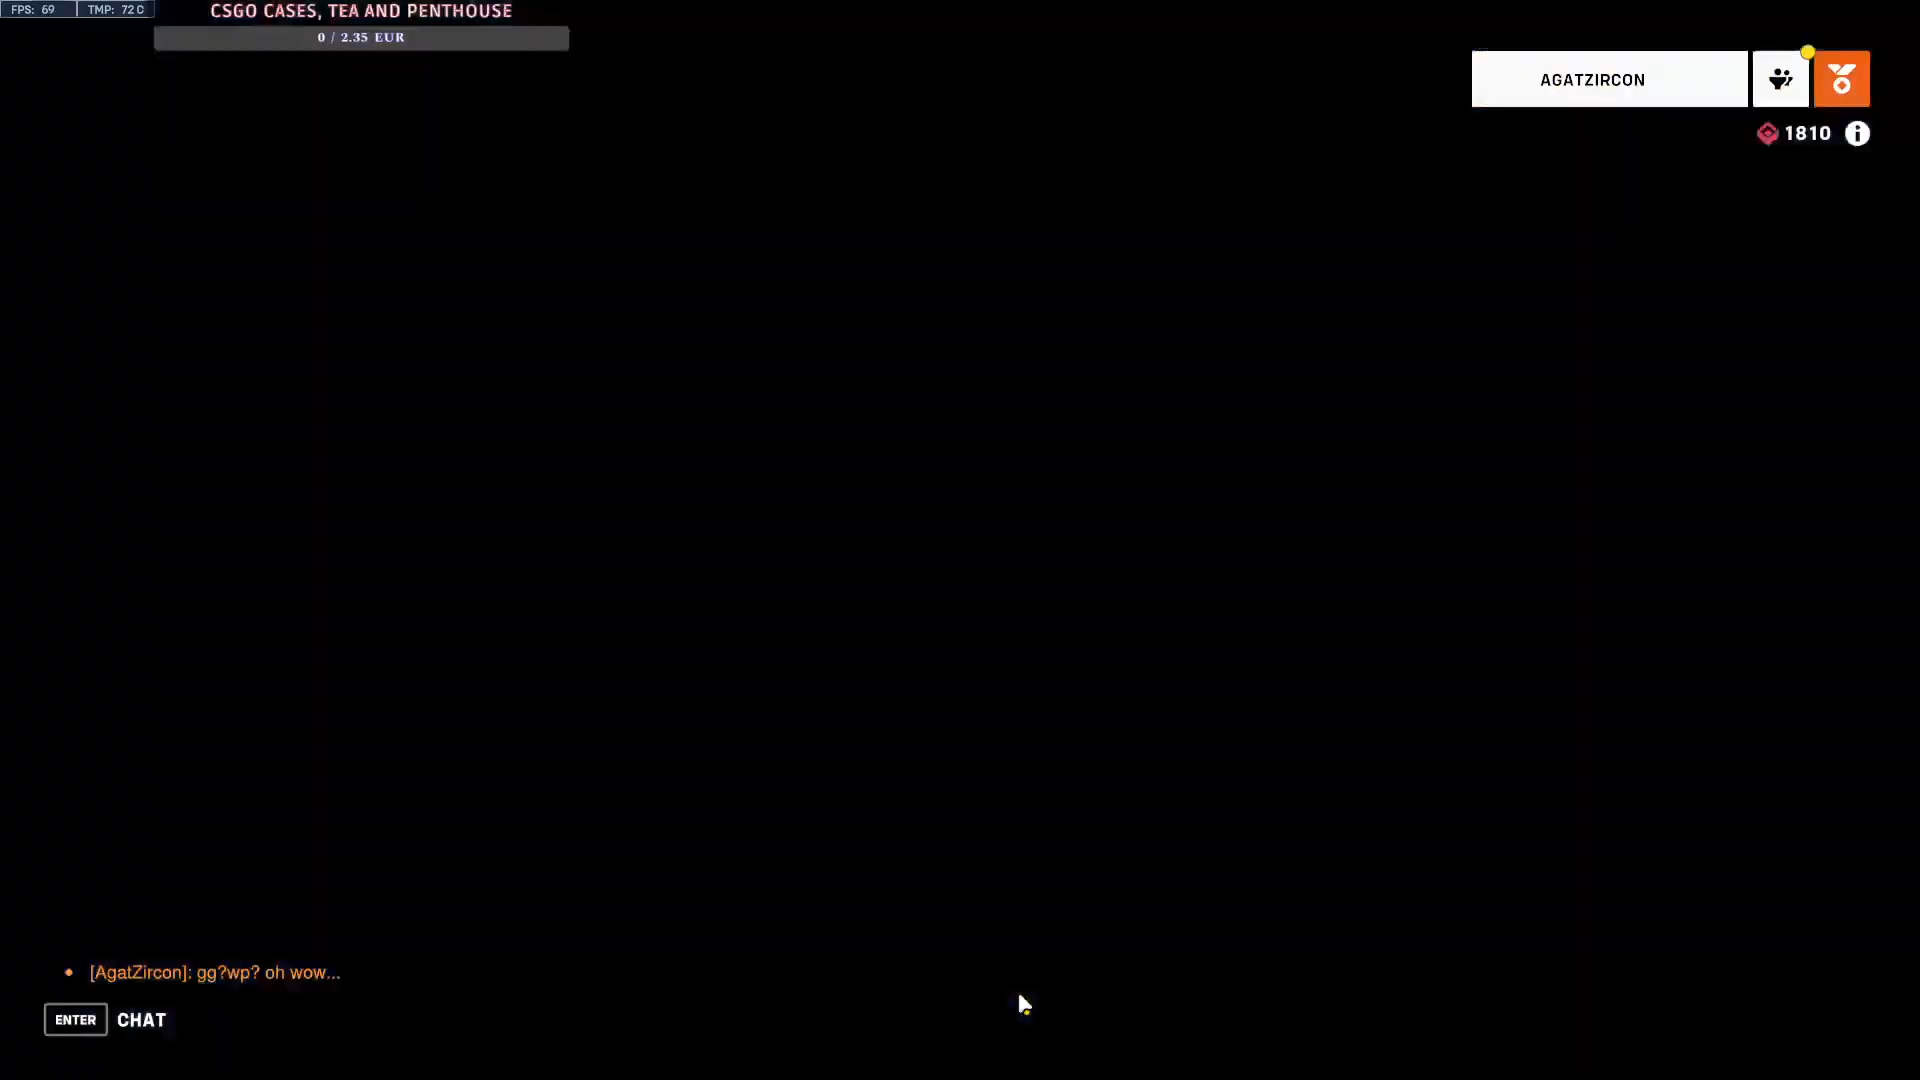 FPS: 69 TMP: 72 C
CSGO CASES, TEA AND PENTHOUSE
0 / 2.35 EUR
AGATZIRCON
1810
[AgatZircon]: gg?wp? oh wow...
ENTER CHAT